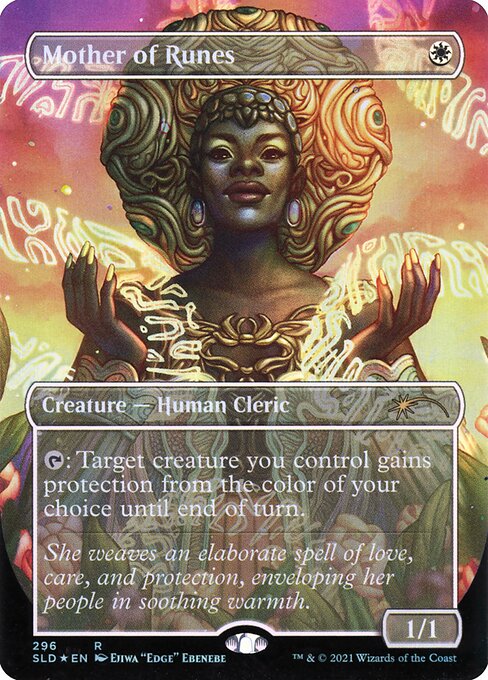 Mother of Runes
Creature — Human Cleric
: Target creature you control gains
protection from the color of your
choice until end of turn.
She weaves an elaborate spell of love,
care, and protection, enveloping her
people in soothing warmth.
1/1
296 R
SLD ★ EN Ejiwa "Edge" Ebenebe
™ & © 2021 Wizards of the Coast